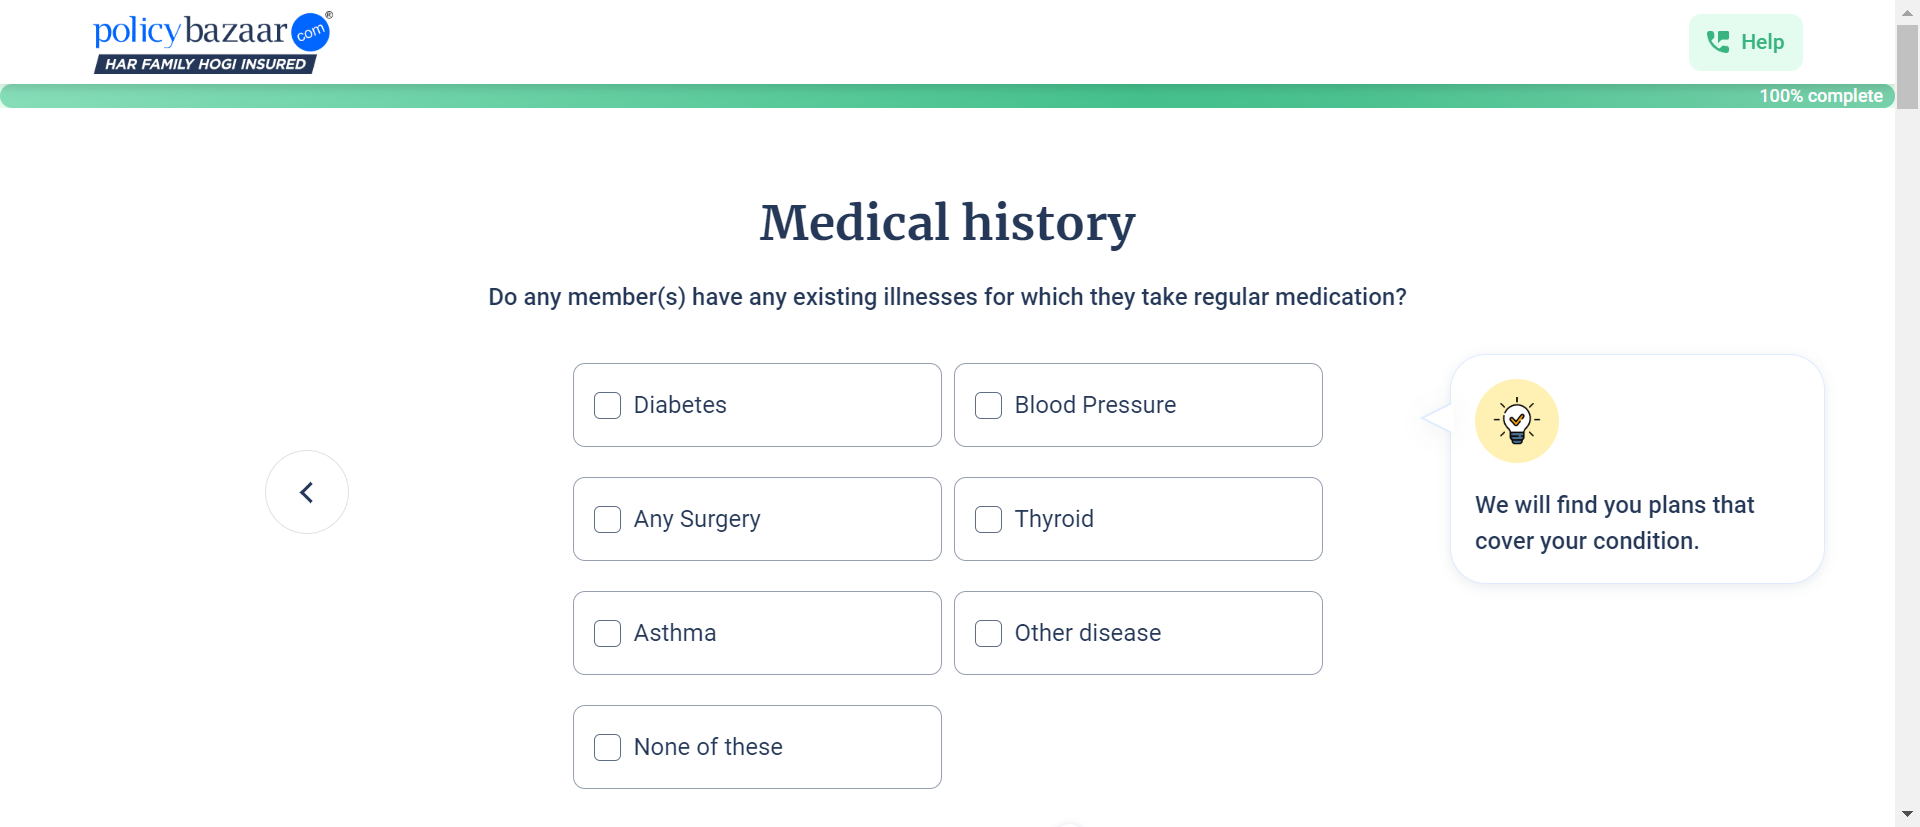 policybazaar com ®
HAR FAMILY HOGI INSURED
Help
100% complete
Medical history
Do any member(s) have any existing illnesses for which they take regular medication?
Diabetes
Blood Pressure
Any Surgery
Thyroid
Asthma
Other disease
None of these
We will find you plans that
cover your condition.